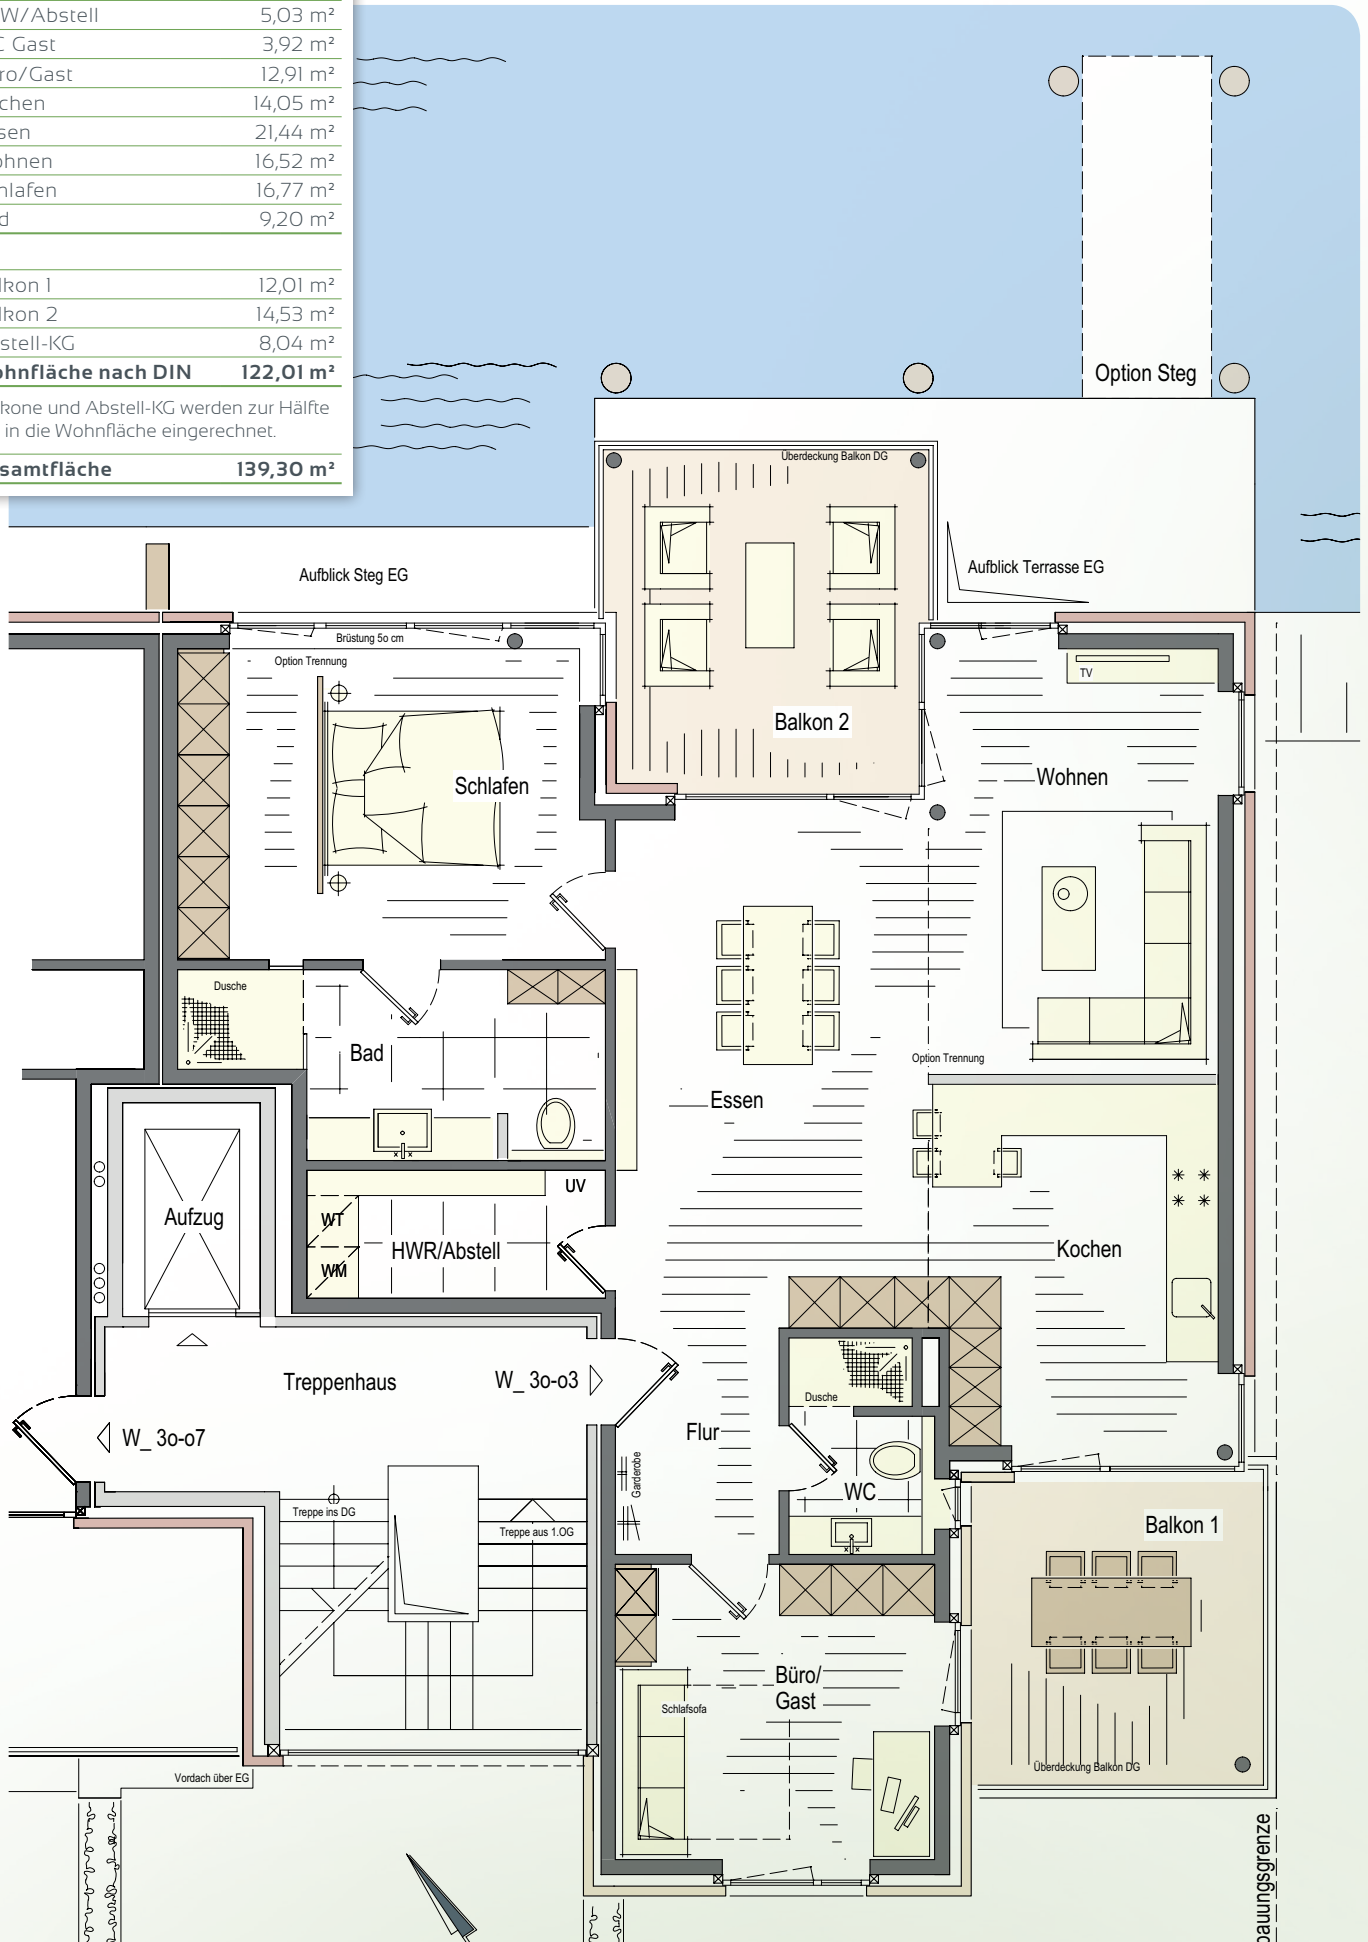 W/Abstell 5,03 m²
C Gast 3,92 m²
ro/Gast 12,91 m²
chen 14,05 m²
sen 21,44 m²
ohnen 16,52 m²
hlafen 16,77 m²
d 9,20 m²
lkon 1 12,01 m²
lkon 2 14,53 m²
stell-KG 8,04 m²
ohnfläche nach DIN 122,01 m²
kone und Abstell-KG werden zur Hälfte
in die Wohnfläche eingerechnet.
samtfläche 139,30 m²
Option Steg
Überdeckung Balkon DG
Aufblick Steg EG
Aufblick Terrasse EG
Brüstung 5o cm
Option Trennung
TV
Balkon 2
Wohnen
Schlafen
Dusche
Bad
Option Trennung
Essen
UV
WT
Aufzug
HWR/Abstell
WM
Kochen
Treppenhaus
W_ 3o-o3
Dusche
W_ 3o-o7
Flur
Garderobe
WC
Treppe ins DG
Treppe aus 1.OG
Balkon 1
Büro/
Gast
Schlafsofa
Überdeckung Balkon DG
Vordach über EG
bauungsgrenze